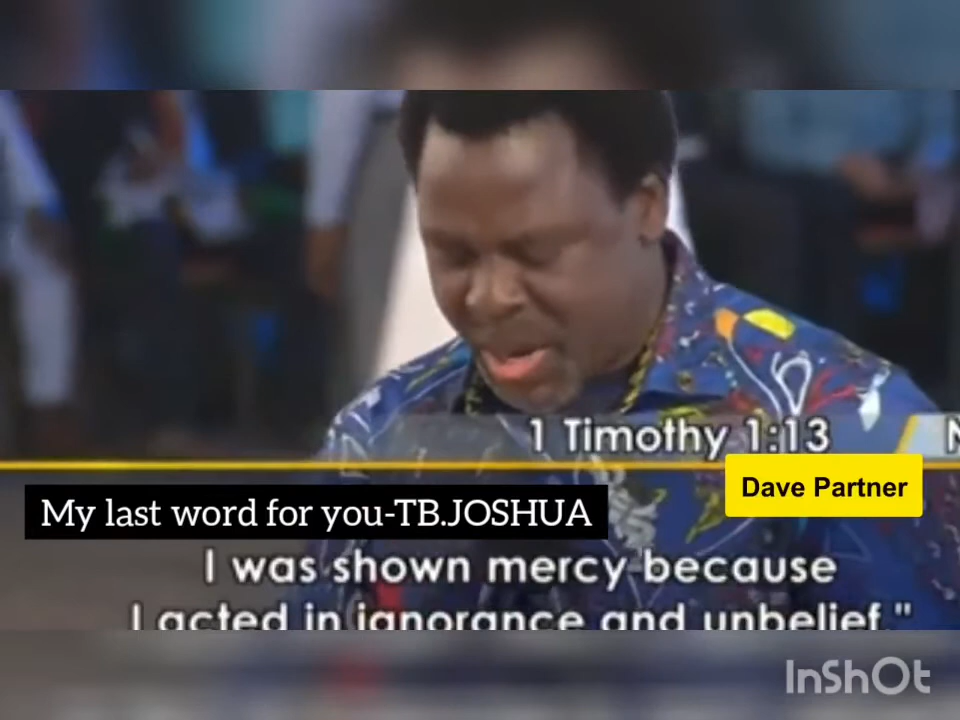 1 Timothy 1:13
Dave Partner
My last word for you-TB.JOSHUA
I was shown mercy because
I acted in ignorance and unbelief."
InShOt